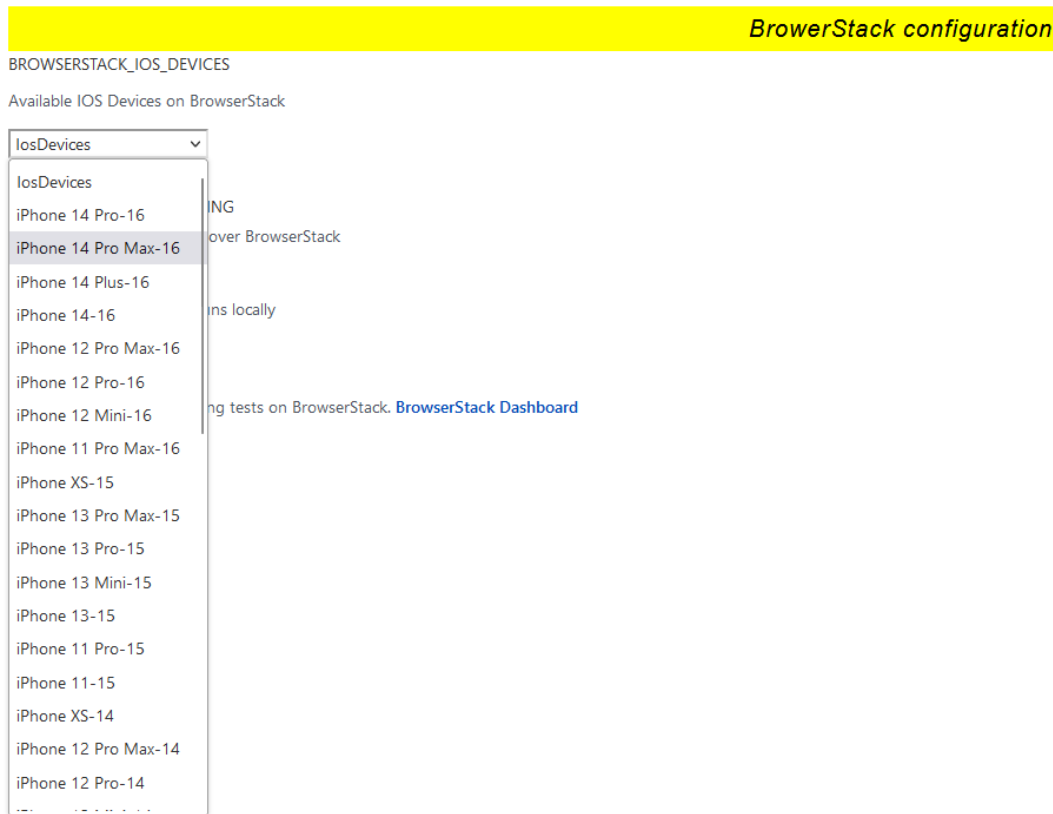 BrowerStack configuration
BROWSERSTACK_IOS_DEVICES
Available IOS Devices on BrowserStack
IosDevices
IosDevices
iPhone 14 Pro-16
ING
iPhone 14 Pro Max-16
over BrowserStack
iPhone 14 Plus-16
iPhone 14-16
locally
iPhone 12 Pro Max-16
iPhone 12 Pro-16
iPhone 12 Mini-16
tests on BrowserStack. BrowserStack Dashboard
iPhone 11 Pro Max-16
iPhone XS-15
iPhone 13 Pro Max-15
iPhone 13 Pro-15
iPhone 13 Mini-15
iPhone 13-15
iPhone 11 Pro-15
iPhone 11-15
iPhone XS-14
iPhone 12 Pro Max-14
iPhone 12 Pro-14